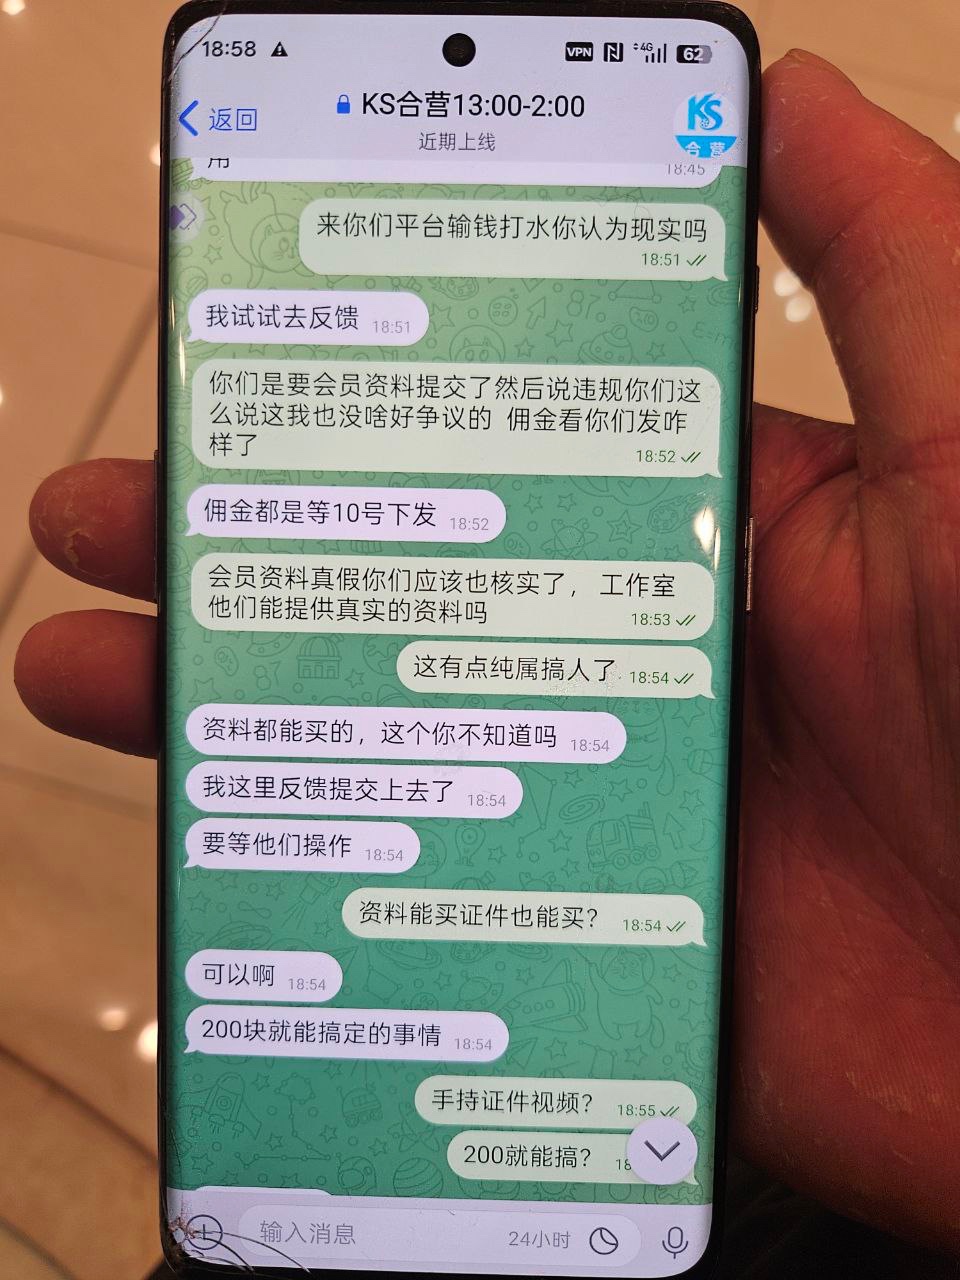 18:58
VPN
4G
62
返回
KS合营13:00-2:00
近期上线
KS
合营
用
18:45
来你们平台输钱打水你认为现实吗
18:51
我试试去反馈
18:51
你们是要会员资料提交了然后说违规你们这
么说这我也没啥好争议的 佣金看你们发咋
样了
18:52
佣金都是等10号下发
18:52
会员资料真假你们应该也核实了， 工作室
他们能提供真实的资料吗
18:53
这有点纯属搞人了
18:54
资料都能买的，这个你不知道吗
18:54
我这里反馈提交上去了
18:54
要等他们操作
18:54
资料能买证件也能买？
18:54
可以啊
18:54
200块就能搞定的事情
18:54
手持证件视频？
18:55
200就能搞？
18
输入消息
24小时